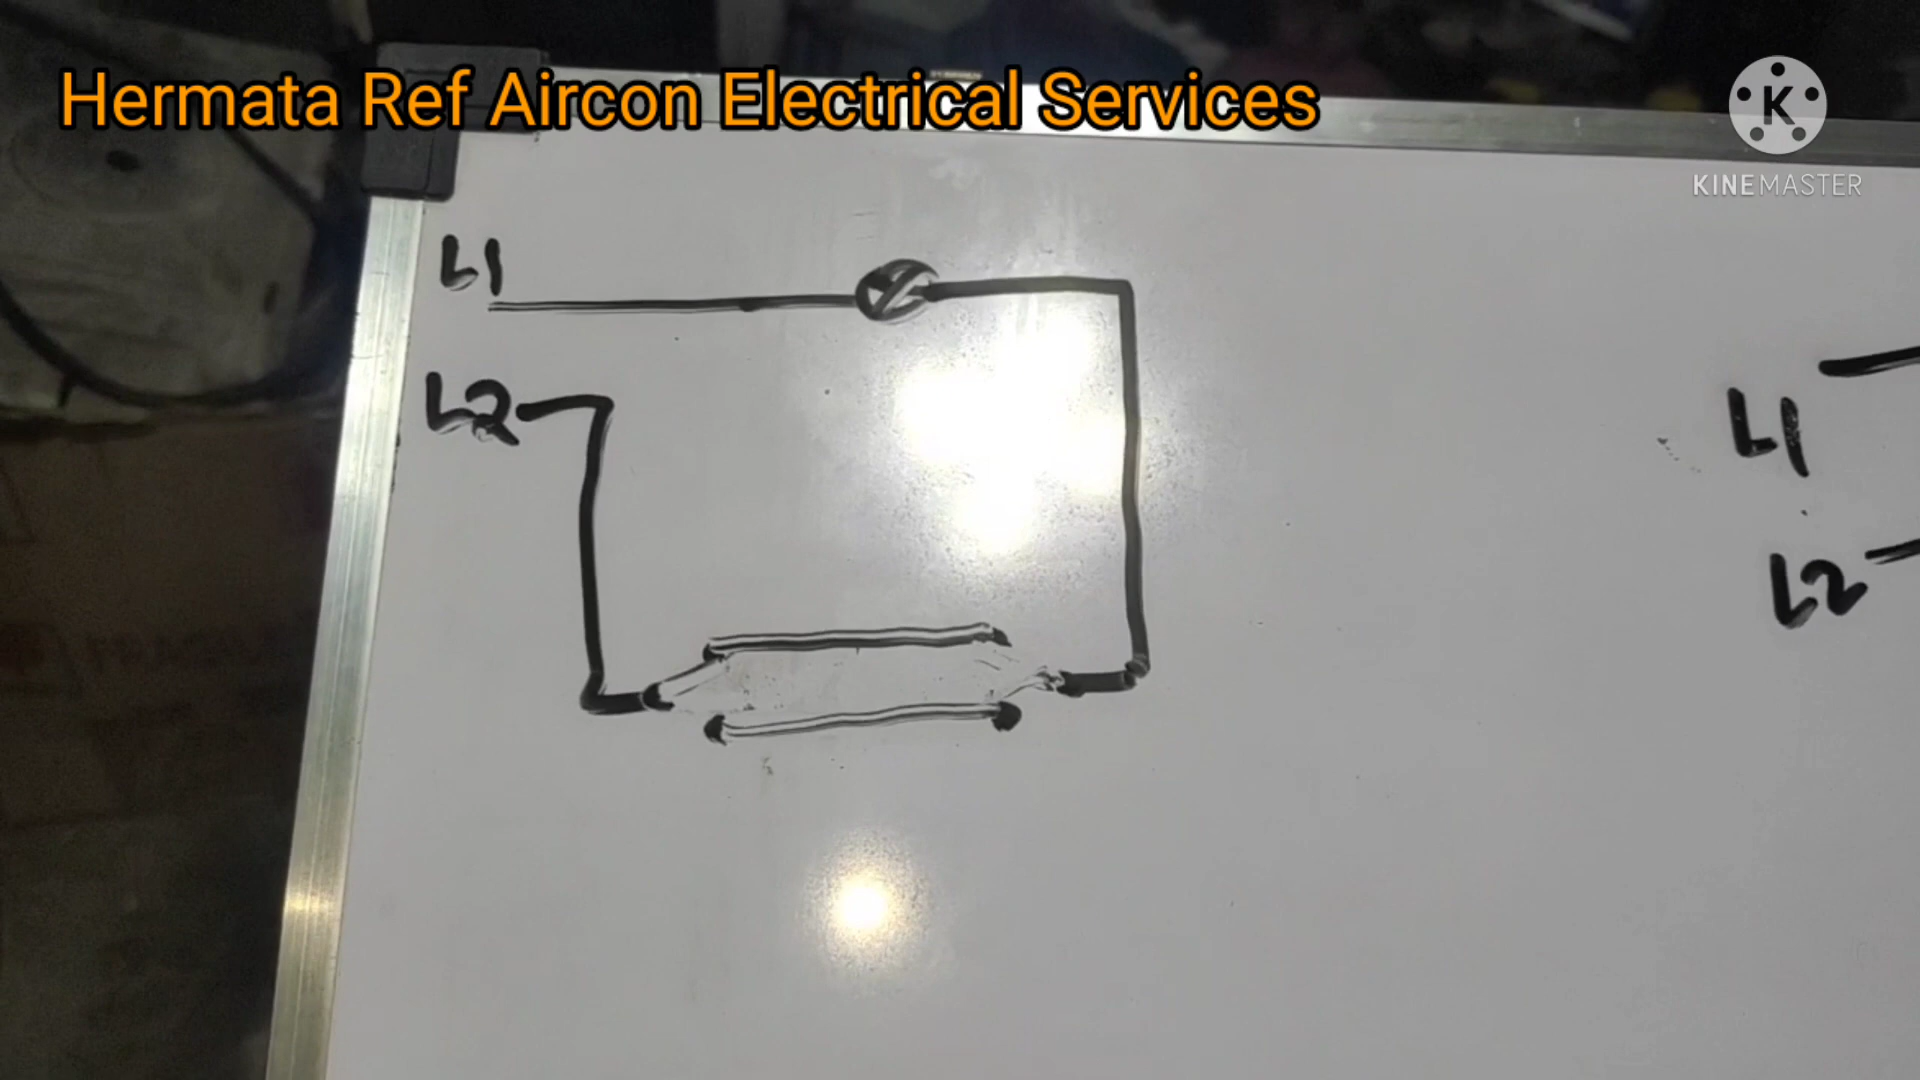 Hermata Ref Aircon Electrical Services
K
KINEMASTER
L1
L2
L1
L2